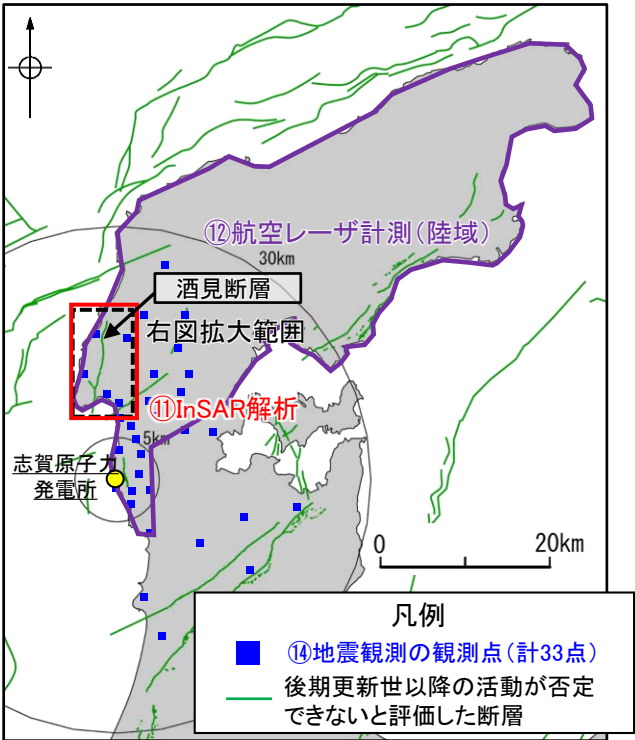 ⑫航空レーザ計測(陸域)
30km
酒見断層
右図拡大範囲
⑪InSAR解析
5km
志賀原子力
発電所
0 20km
凡例
⑭地震観測の観測点(計33点)
後期更新世以降の活動が否定
できないと評価した断層